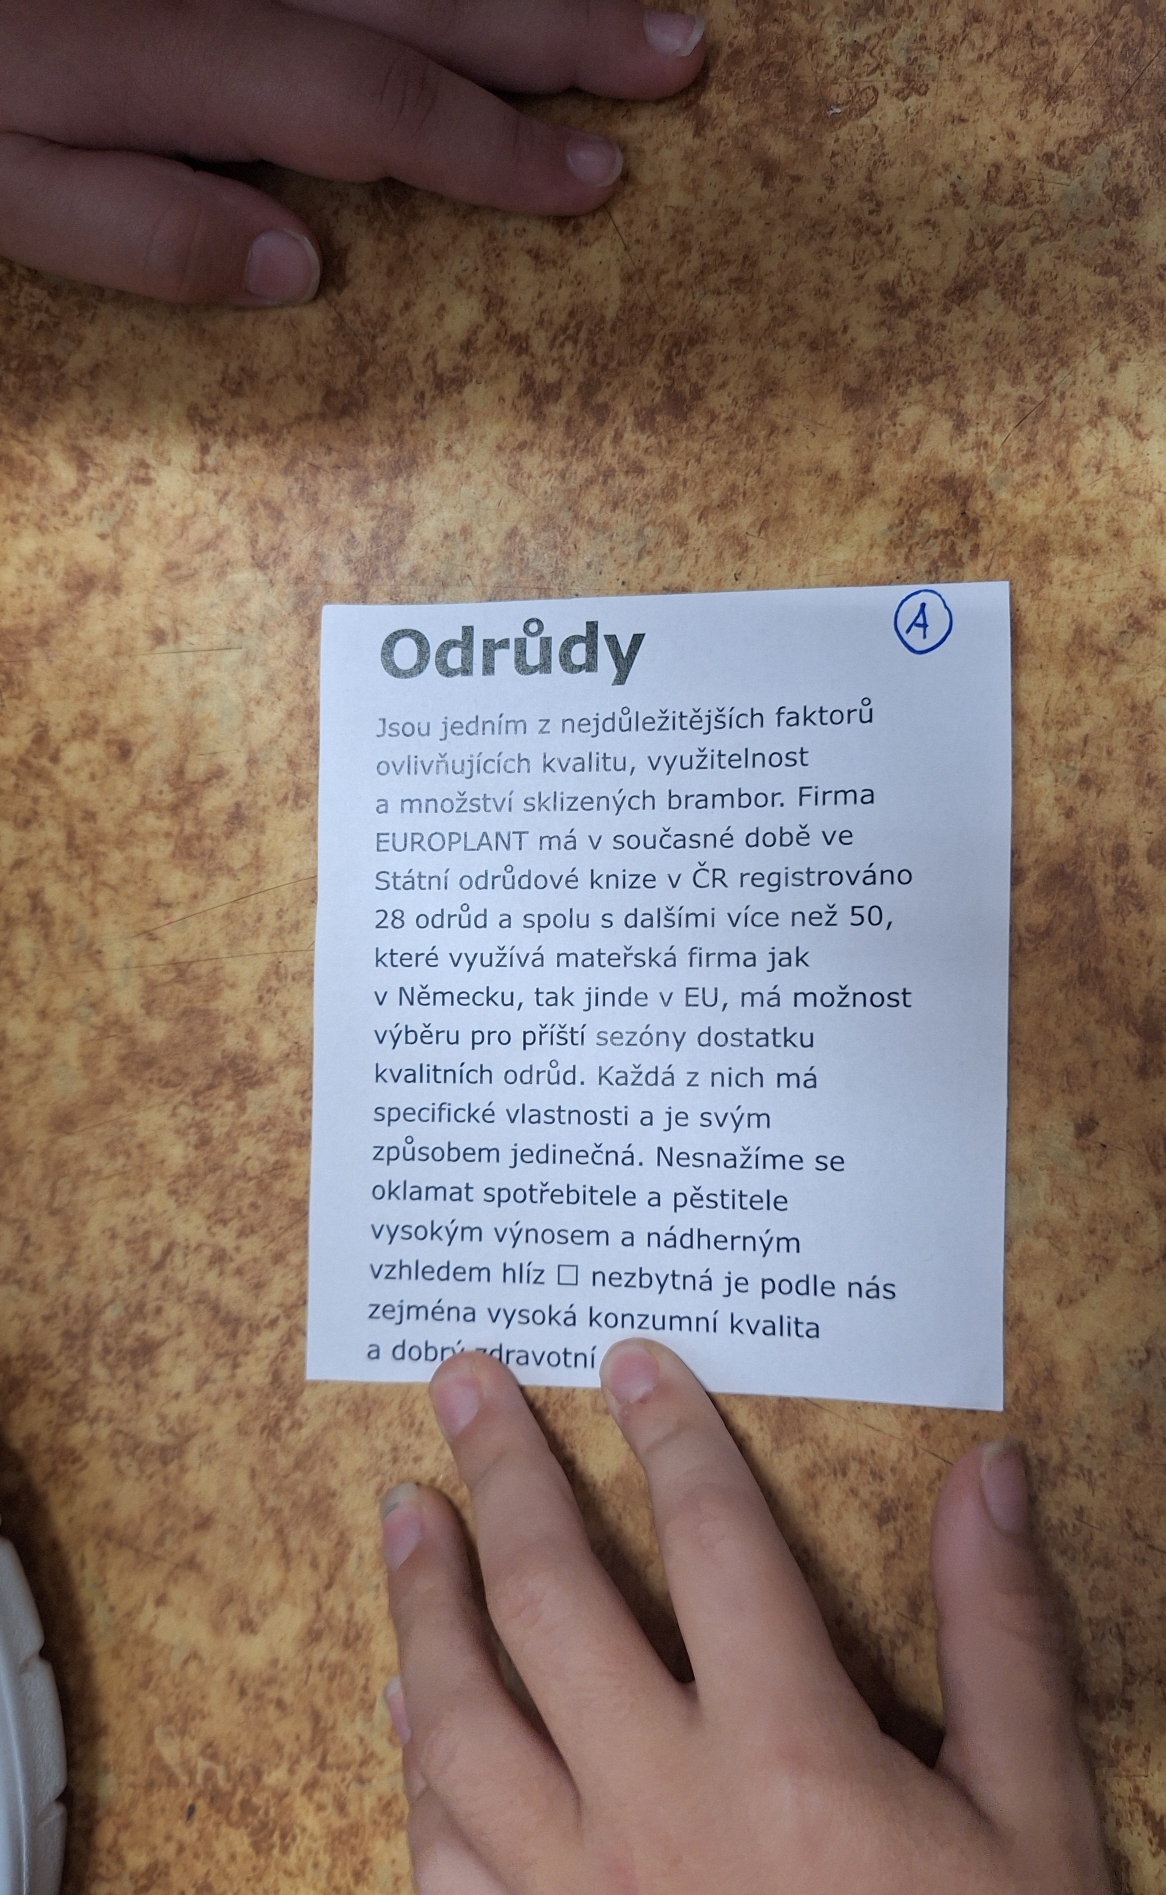 Odrůdy
A
Jsou jedním z nejdůležitějších faktorů
ovlivňujících kvalitu, využitelnost
a množství sklizených brambor. Firma
EUROPLANT má v současné době ve
Státní odrůdové knize v ČR registrováno
28 odrůd a spolu s dalšími více než 50,
které využívá mateřská firma jak
v Německu, tak jinde v EU, má možnost
výběru pro příští sezóny dostatku
kvalitních odrůd. Každá z nich má
specifické vlastnosti a je svým
způsobem jedinečná. Nesnažíme se
oklamat spotřebitele a pěstitele
vysokým výnosem a nádherným
vzhledem hlíz □ nezbytná je podle nás
zejména vysoká konzumní kvalita
a dobrý zdravotní